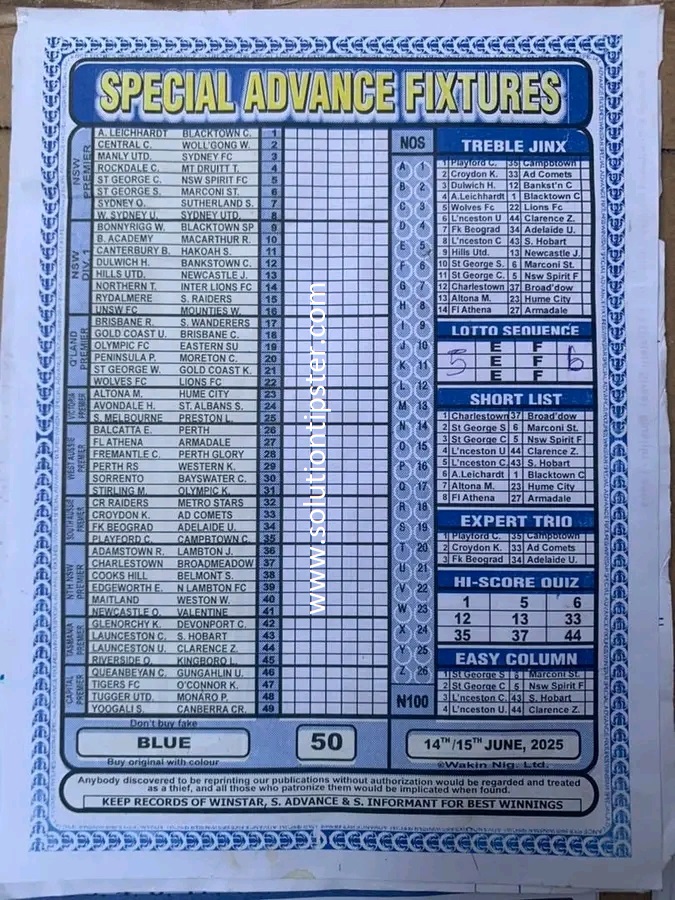 SPECIAL ADVANCE FIXTURES
NSW PREMIER
A. LEICHHARDT BLACKTOWN C. 1
CENTRAL C. WOLL'GONG W. 2
MANLY UTD. SYDNEY FC 3
ROCKDALE C. MT DRUITT T. 4
ST GEORGE C. NSW SPIRIT FC 5
ST GEORGE S. MARCONI ST. 6
SYDNEY O. SUTHERLAND S. 7
W. SYDNEY U. SYDNEY UTD. 8
NSW DIV.1
BONNYRIGG W. BLACKTOWN SP 9
B. ACADEMY MACARTHUR R. 10
CANTERBURY B. HAKOAH S. 11
DULWICH H. BANKSTOWN C. 12
HILLS UTD. NEWCASTLE J. 13
NORTHERN T. INTER LIONS FC 14
RYDALMERE S. RAIDERS 15
UNSW FC MOUNTIES W. 16
Q'LAND PREMIER
BRISBANE R. S. WANDERERS 17
GOLD COAST U. BRISBANE C. 18
OLYMPIC FC EASTERN SU 19
PENINSULA P. MORETON C. 20
ST GEORGE W. GOLD COAST K. 21
WOLVES FC LIONS FC 22
VICTORIA PREMIER
ALTONA M. HUME CITY 23
AVONDALE H. ST. ALBANS S. 24
S. MELBOURNE PRESTON L. 25
WEST AUSSIE PREMIER
BALCATTA E. PERTH 26
FL ATHENA ARMADALE 27
FREMANTLE C. PERTH GLORY 28
PERTH RS WESTERN K. 29
SORRENTO BAYSWATER C. 30
STIRLING M. OLYMPIC K. 31
SOUTH AUSSIE PREMIER
CR RAIDERS METRO STARS 32
CROYDON K. AD COMETS 33
FK BEOGRAD ADELAIDE U. 34
PLAYFORD C. CAMPBTOWN C. 35
NTH NSW PREMIER
ADAMSTOWN R. LAMBTON J. 36
CHARLESTOWN BROADMEADOW 37
COOKS HILL BELMONT S. 38
EDGEWORTH E. N LAMBTON FC 39
MAITLAND WESTON W. 40
NEWCASTLE O. VALENTINE 41
TASMANIA PREMIER
GLENORCHY K. DEVONPORT C. 42
LAUNCESTON C. S. HOBART 43
LAUNCESTON U. CLARENCE Z. 44
RIVERSIDE O. KINGBORO L. 45
CAPITAL PREMIER
QUEANBEYAN C. GUNGAHLIN U. 46
TIGERS FC O'CONNOR K. 47
TUGGER UTD. MONARO P. 48
YOOGALI S. CANBERRA CR. 49
www.solutiontipster.com
NOS
A 1
B 2
C 3
D 4
E 5
F 6
G 7
H 8
I 9
J 10
K 11
L 12
M 13
N 14
O 15
P 16
Q 17
R 18
S 19
T 20
U 21
V 22
W 23
X 24
Y 25
Z 26
N100
TREBLE JINX
1 Playford C. 35 Campbtown
2 Croydon K. 33 Ad Comets
3 Dulwich H. 12 Bankst'n C
4 A.Leichhardt 1 Blacktown C
5 Wolves Fc 22 Lions Fc
6 L'nceston U 44 Clarence Z.
7 Fk Beograd 34 Adelaide U.
8 L'nceston C 43 S. Hobart
9 Hills Utd. 13 Newcastle J.
10 St George S. 6 Marconi St.
11 St George C. 5 Nsw Spirit F
12 Charlestown 37 Broad'dow
13 Altona M. 23 Hume City
14 Fl Athena 27 Armadale
LOTTO SEQUENCE
E F
5 E F 6
E F
SHORT LIST
1 Charlestown 37 Broad'dow
2 St George S 6 Marconi St.
3 St George C 5 Nsw Spirit F
4 L'nceston U 44 Clarence Z.
5 L'nceston C 43 S. Hobart
6 A.Leichardt 1 Blacktown C
7 Altona M. 23 Hume City
8 Fl Athena 27 Armadale
EXPERT TRIO
1 Playford C. 35 Campbtown
2 Croydon K. 33 Ad Comets
3 Fk Beograd 34 Adelaide U.
HI-SCORE QUIZ
1 5 6
12 13 33
35 37 44
EASY COLUMN
1 St George S 6 Marconi St.
2 St George C 5 Nsw Spirit F
3 L'nceston C. 43 S. Hobart
4 L'nceston U. 44 Clarence Z.
Don't buy fake
BLUE
Buy original with colour
50
14TH/15TH JUNE, 2025
©Wakin Nig. Ltd.
Anybody discovered to be reprinting our publications without authorization would be regarded and treated
as a thief, and all those who patronize them would be implicated when found.
KEEP RECORDS OF WINSTAR, S. ADVANCE & S. INFORMANT FOR BEST WINNINGS